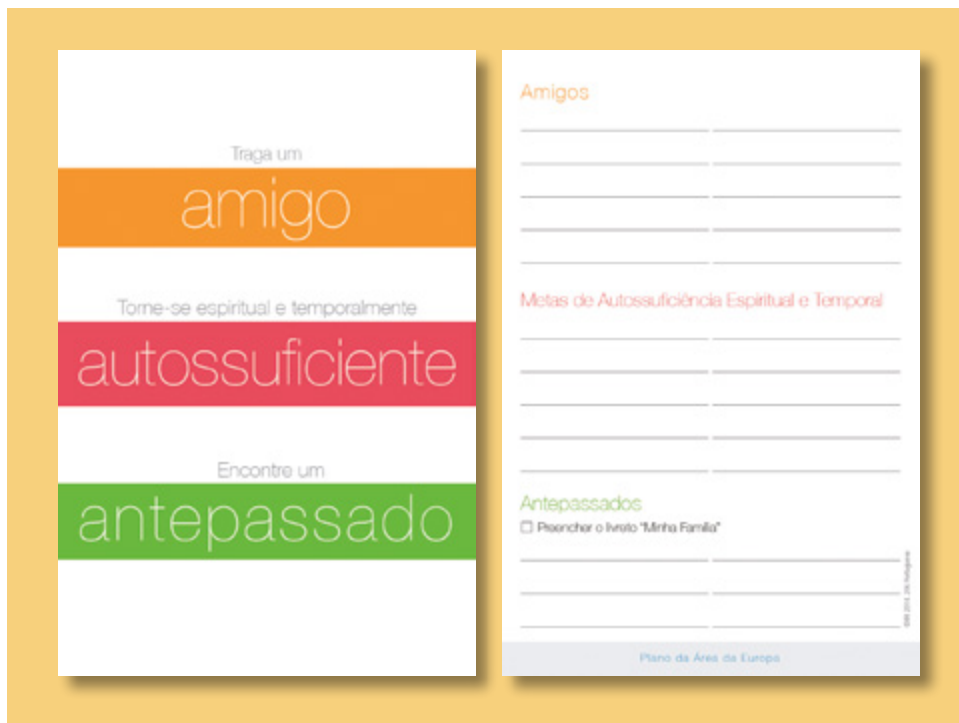 Traga um
amigo
Torne-se espiritual e temporalmente
autossuficiente
Encontre um
antepassado
Amigos
Metas de Autossuficiência Espiritual e Temporal
Antepassados
Preencher o livreto "Minha Família"
Plano da Área da Europa